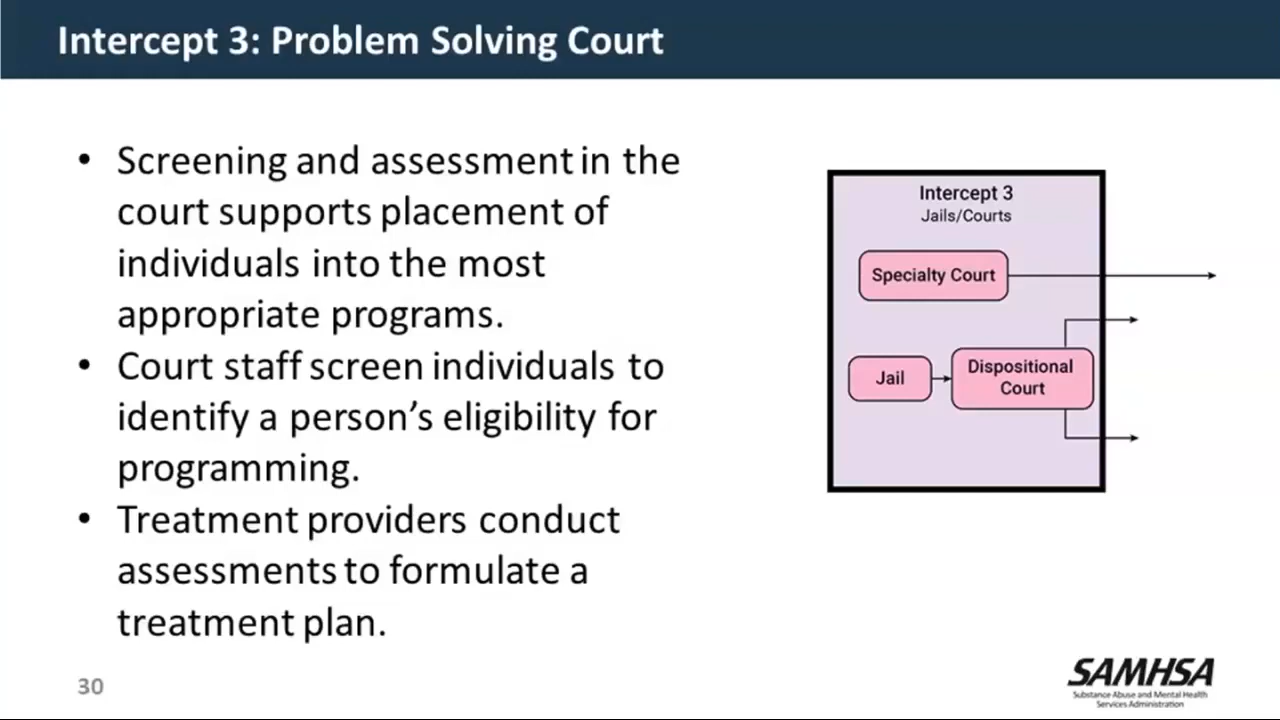 Intercept 3: Problem Solving Court
• Screening and assessment in the
court supports placement of
individuals into the most
appropriate programs.
• Court staff screen individuals to
identify a person’s eligibility for
programming.
• Treatment providers conduct
assessments to formulate a
treatment plan.
Intercept 3
Jails/Courts
Specialty Court
Jail
Dispositional
Court
30
SAMHSA
Substance Abuse and Mental Health
Services Administration